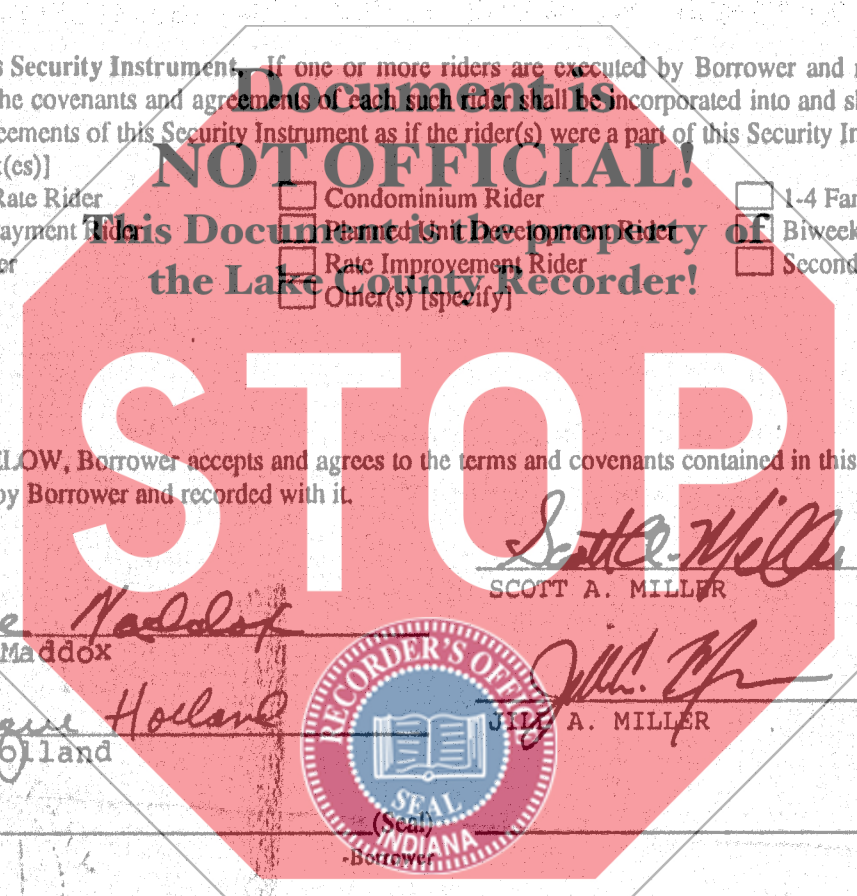 s Security Instrument. If one or more riders are executed by Borrower and
Document is
he covenants and agreements of each such rider shall be incorporated into and
eements of this Security Instrument as if the rider(s) were a part of this Security
(es)]
NOT OFFICIAL!
Rate Rider Condominium Rider 1-4
ayment Rider Planned Unit Development Rider Biweek
This Document is the property of
er Rate Improvement Rider Second
the Lake County Recorder!
Other(s) [specify]
STOP
LOW, Borrower accepts and agrees to the terms and covenants contained in this
by Borrower and recorded with it.
Scott A. Miller
SCOTT A. MILLER
Maddox
Maddox
Holland
JILL A. MILLER
olland
RECORDER'S OFFICE
SEAL
INDIANA
(Seal)
-Borrower